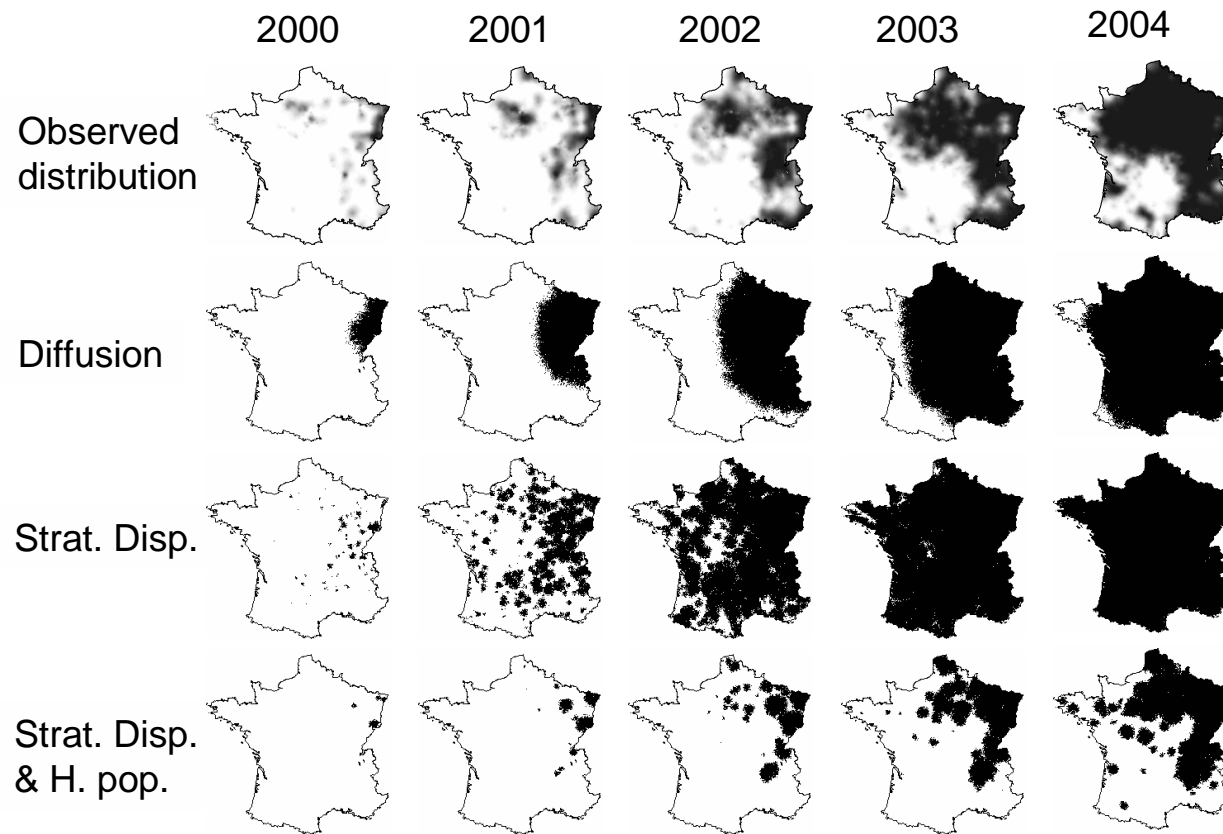 2000 2001 2002 2003 2004
Observed
distribution
Diffusion
Strat. Disp.
Strat. Disp.
& H. pop.